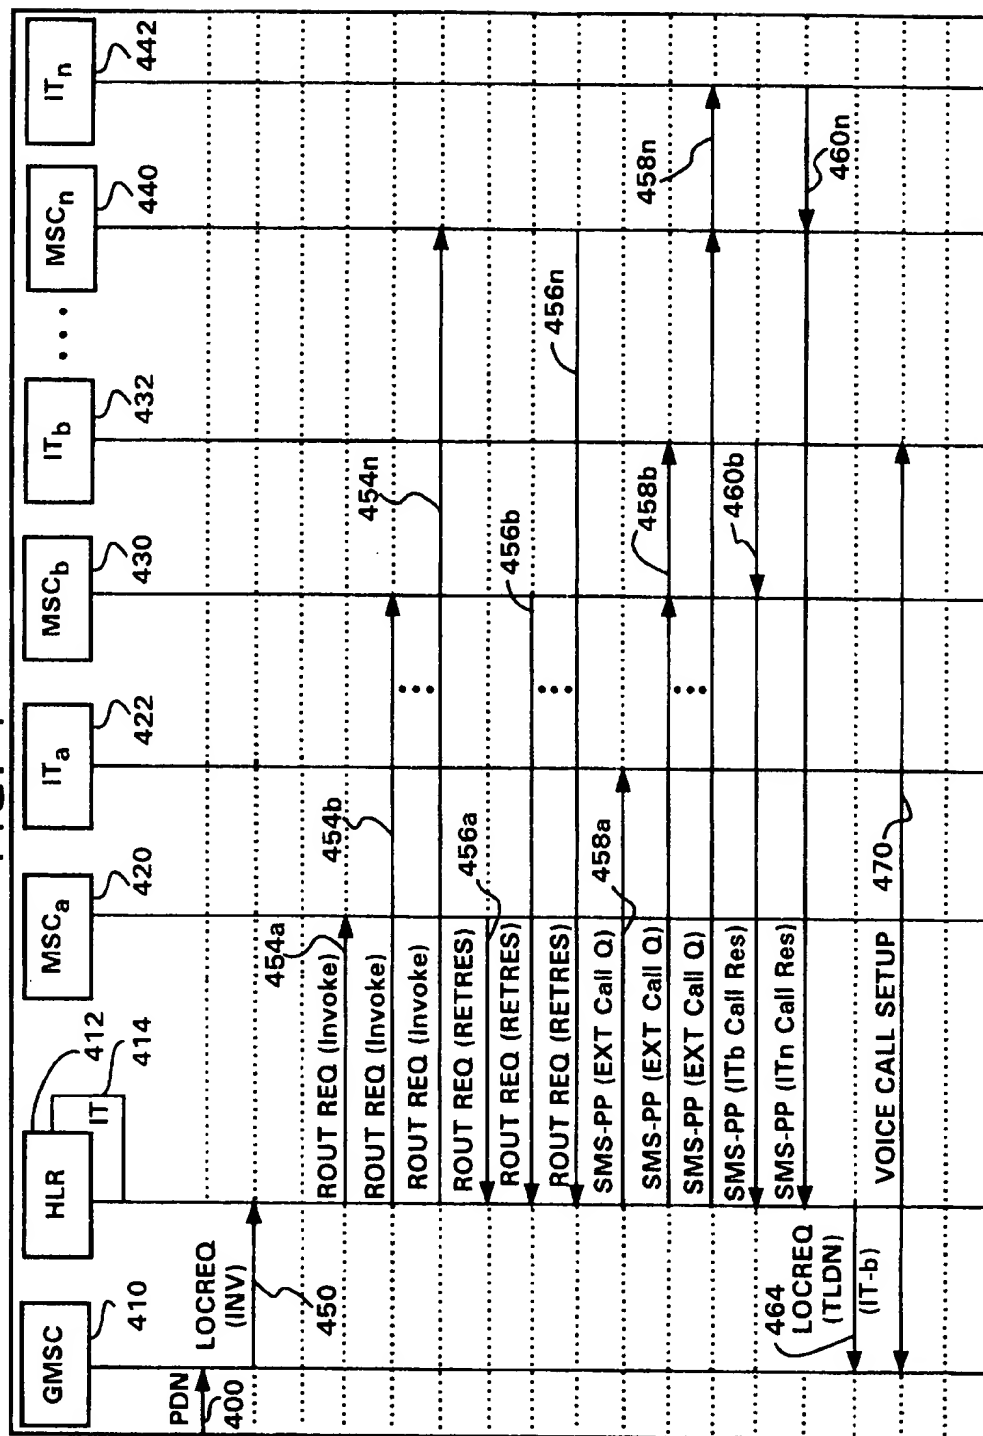 GMSC
410
HLR
412
IT
414
MSCa
420
ITa
422
MSCb
430
ITb
432
• • •
MSCn
440
ITn
442
PDN
400
LOCREQ
(INV)
450
ROUT REQ (Invoke)
454a
ROUT REQ (Invoke)
454b
ROUT REQ (Invoke)
454n
ROUT REQ (RETRES)
456a
ROUT REQ (RETRES)
456b
ROUT REQ (RETRES)
456n
SMS-PP (EXT Call Q)
458a
SMS-PP (EXT Call Q)
458b
SMS-PP (EXT Call Q)
458n
SMS-PP (ITb Call Res)
460b
SMS-PP (ITn Call Res)
460n
464
LOCREQ
(TLDN)
(IT-b)
VOICE CALL SETUP
470